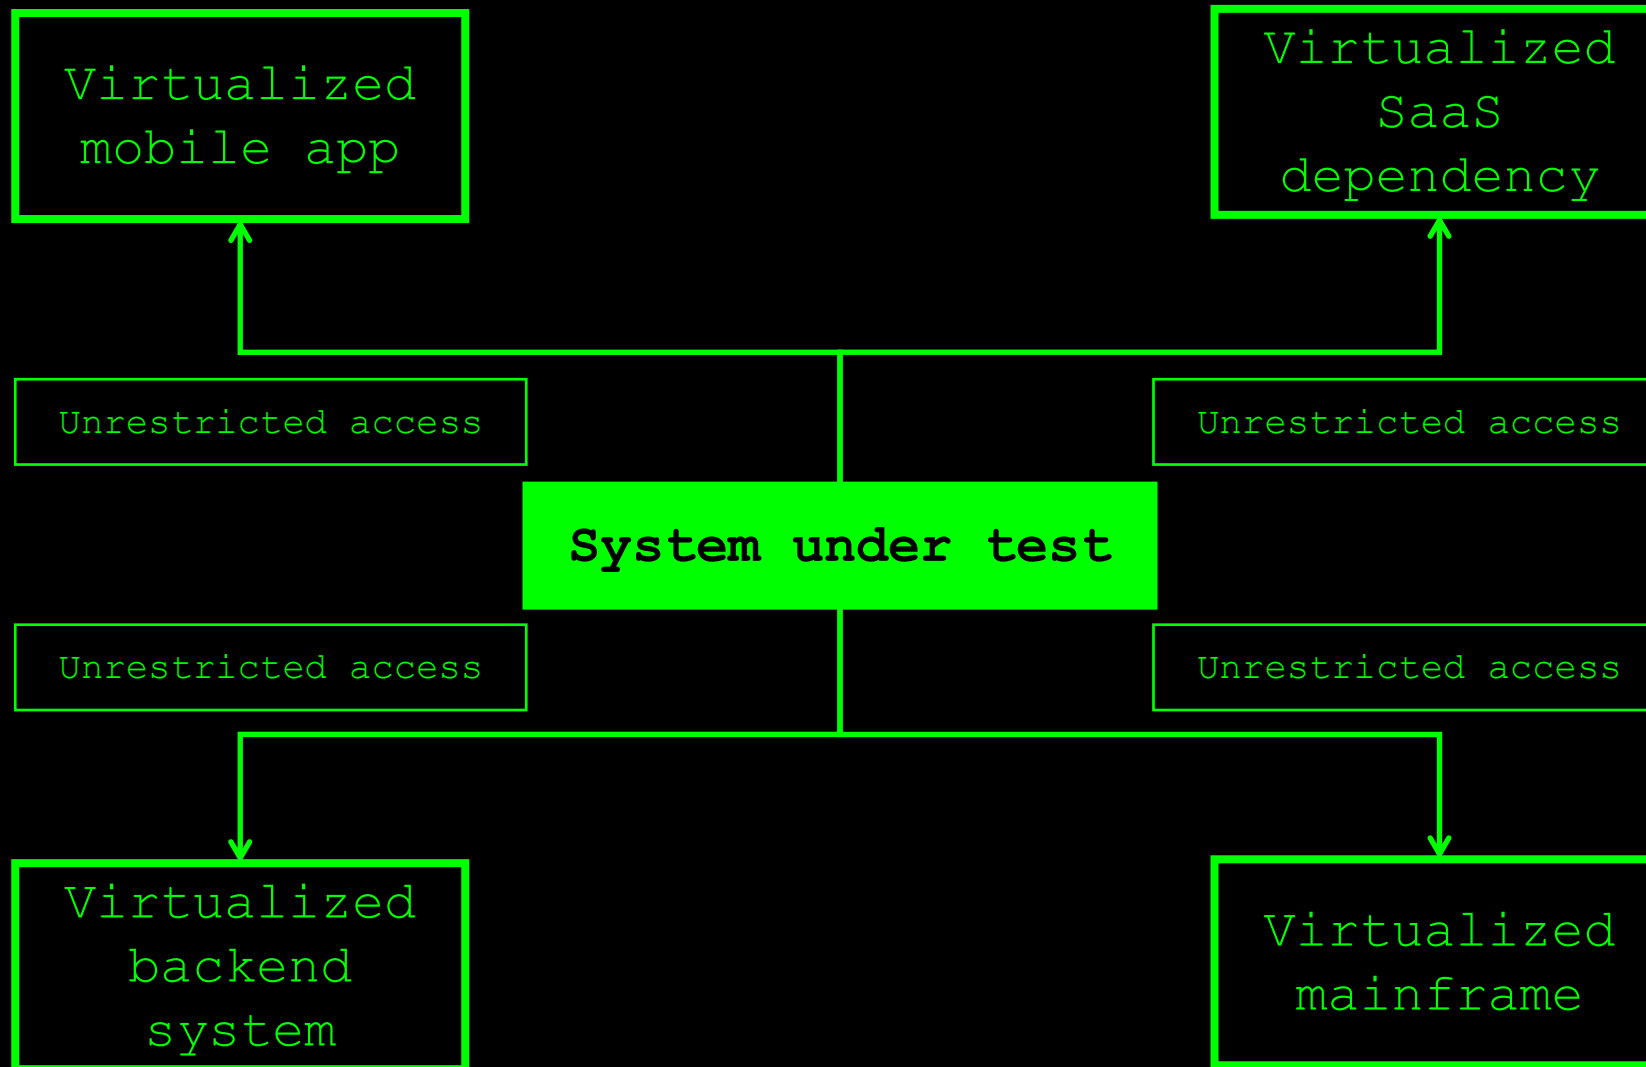 Virtualized
mobile app
Virtualized
SaaS
dependency
Unrestricted access
Unrestricted access
System under test
Unrestricted access
Unrestricted access
Virtualized
backend
system
Virtualized
mainframe